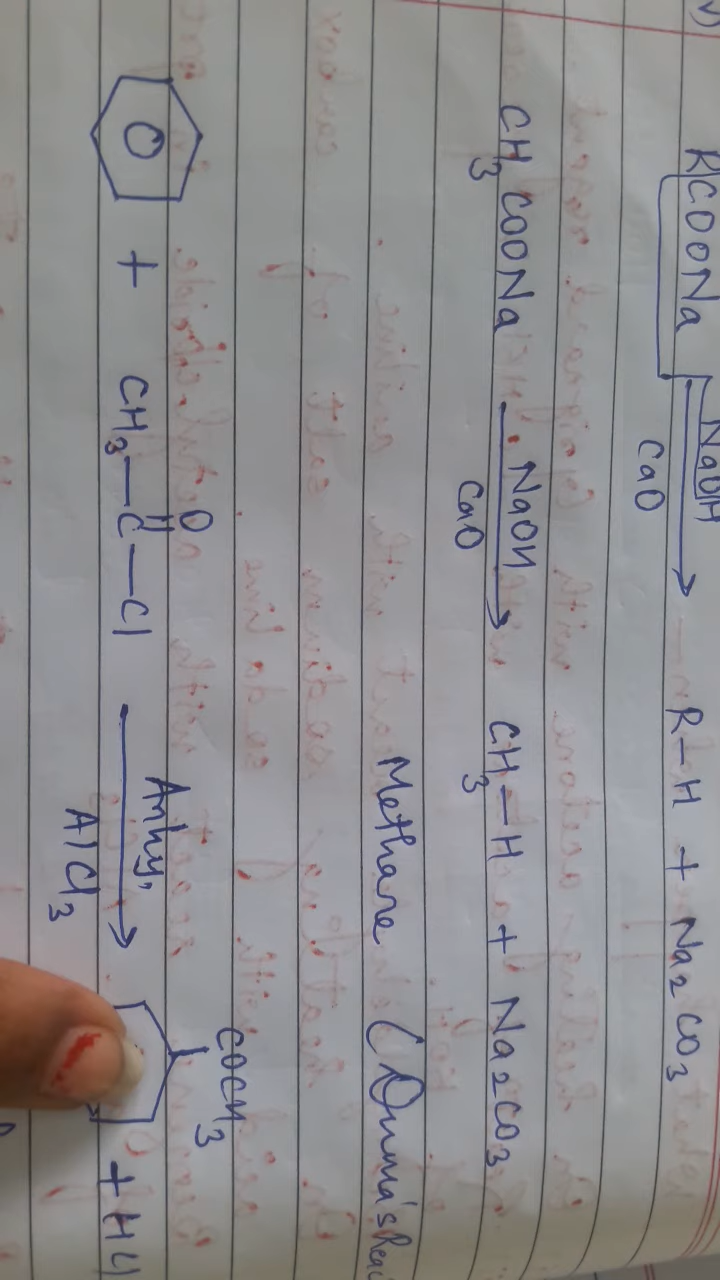 v)
RCOONa NaOH CaO → R-H + Na2CO3
CH3COONa NaOH CaO → CH3-H + Na2CO3
Methane (Duma's Reac
+ CH3-C-Cl Anhy, AlCl3 → + HCl
O
COCH3